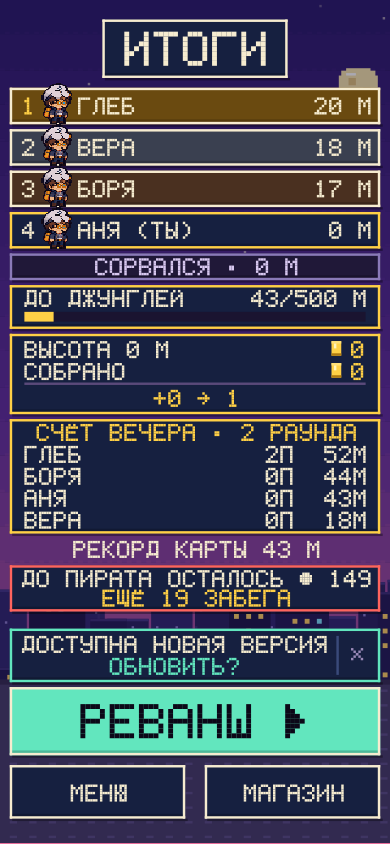 ИТОГИ
1 ГЛЕБ 20 М
2 ВЕРА 18 М
3 БОРЯ 17 М
4 АНЯ (ТЫ) 0 М
СОРВАЛСЯ · 0 М
ДО ДЖУНГЛЕЙ 43/500 М
ВЫСОТА 0 М 0
СОБРАНО 0
+0 → 1
СЧЁТ ВЕЧЕРА · 2 РАУНДА
ГЛЕБ 2П 52М
БОРЯ 0П 44М
АНЯ 0П 43М
ВЕРА 0П 18М
РЕКОРД КАРТЫ 43 М
ДО ПИРАТА ОСТАЛОСЬ 149
ЕЩЁ 19 ЗАБЕГА
ДОСТУПНА НОВАЯ ВЕРСИЯ ×
ОБНОВИТЬ?
РЕВАНШ
МЕНЮ МАГАЗИН